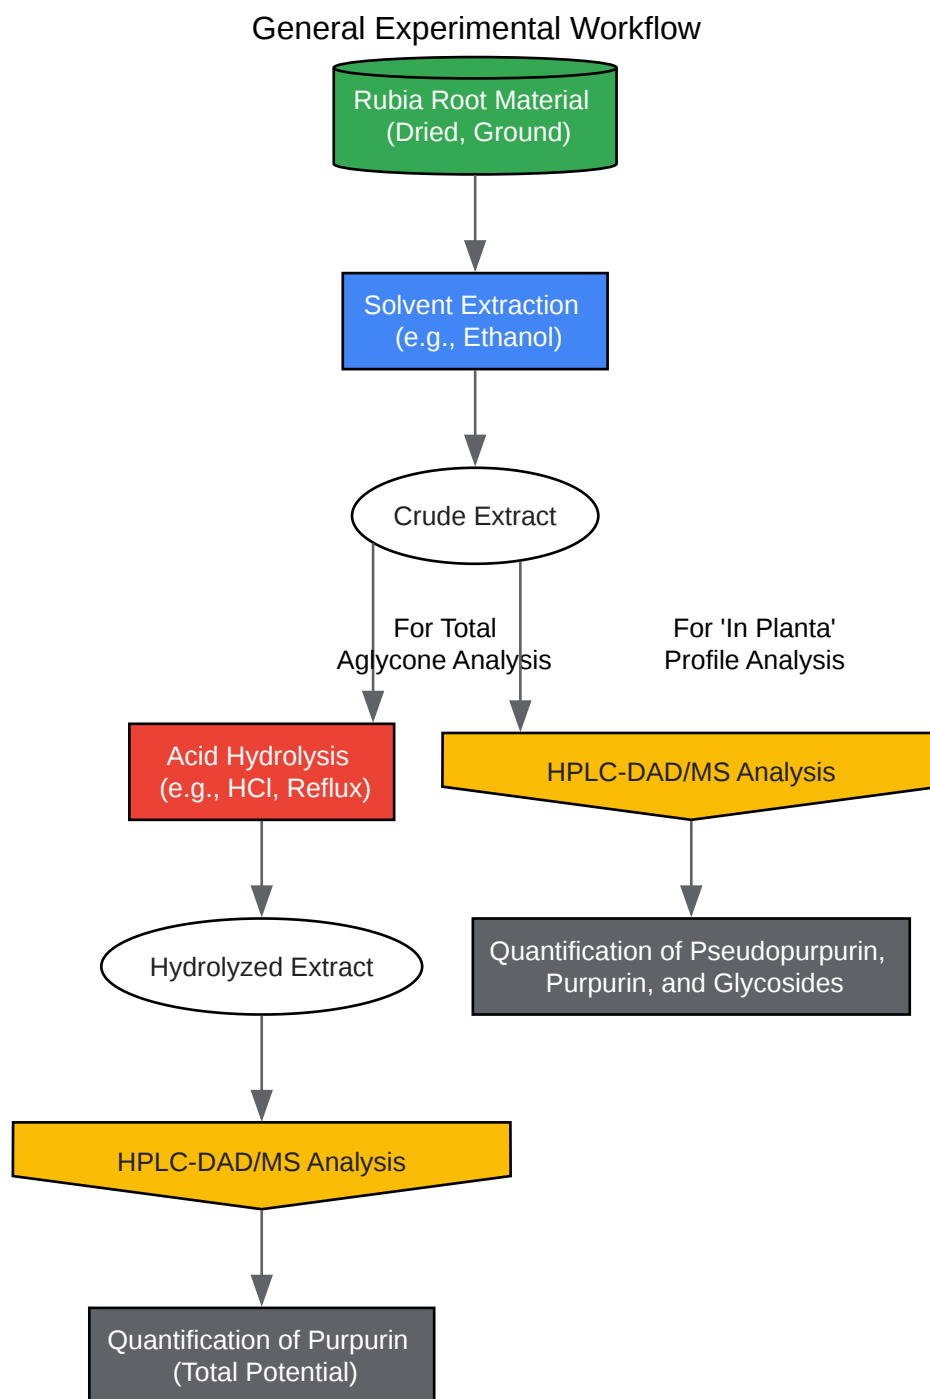 General Experimental Workflow
Rubia Root Material
(Dried, Ground)
Solvent Extraction
(e.g., Ethanol)
Crude Extract
For Total
Aglycone Analysis
For 'In Planta'
Profile Analysis
Acid Hydrolysis
(e.g., HCl, Reflux)
HPLC-DAD/MS Analysis
Hydrolyzed Extract
Quantification of Pseudopurpurin,
Purpurin, and Glycosides
HPLC-DAD/MS Analysis
Quantification of Purpurin
(Total Potential)